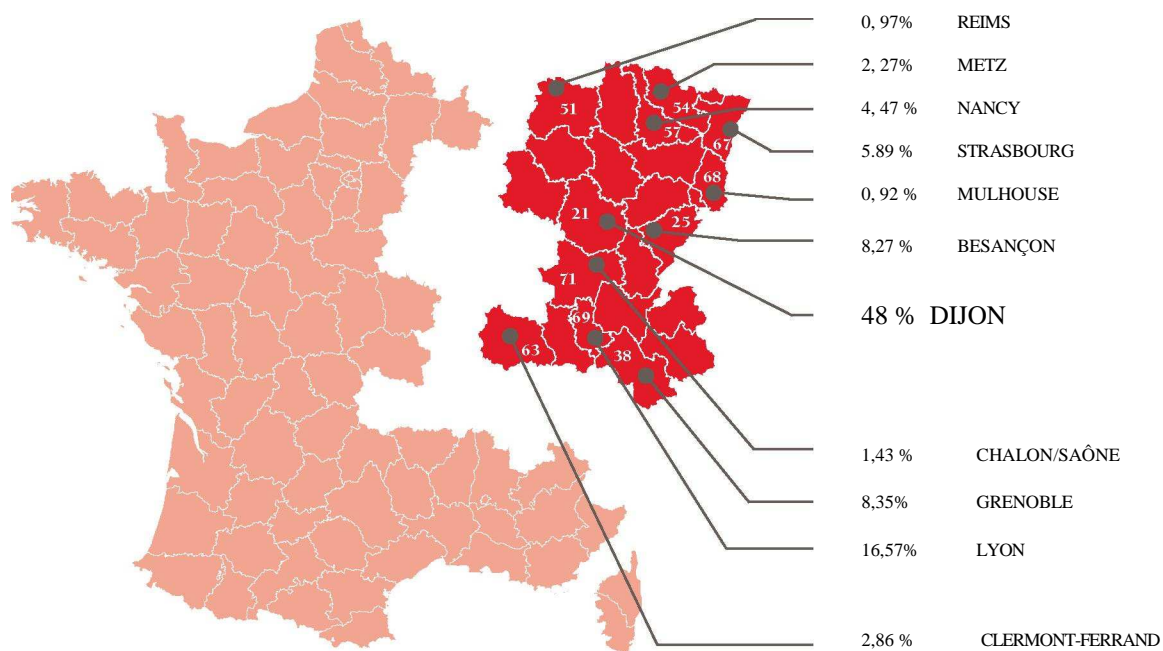 0, 97% REIMS
2, 27% METZ
4, 47 % NANCY
5.89 % STRASBOURG
0, 92 % MULHOUSE
8,27 % BESANÇON
48 % DIJON
1,43 % CHALON/SAÔNE
8,35% GRENOBLE
16,57% LYON
2,86 % CLERMONT-FERRAND
51
54
57
67
68
21
25
71
69
63
38